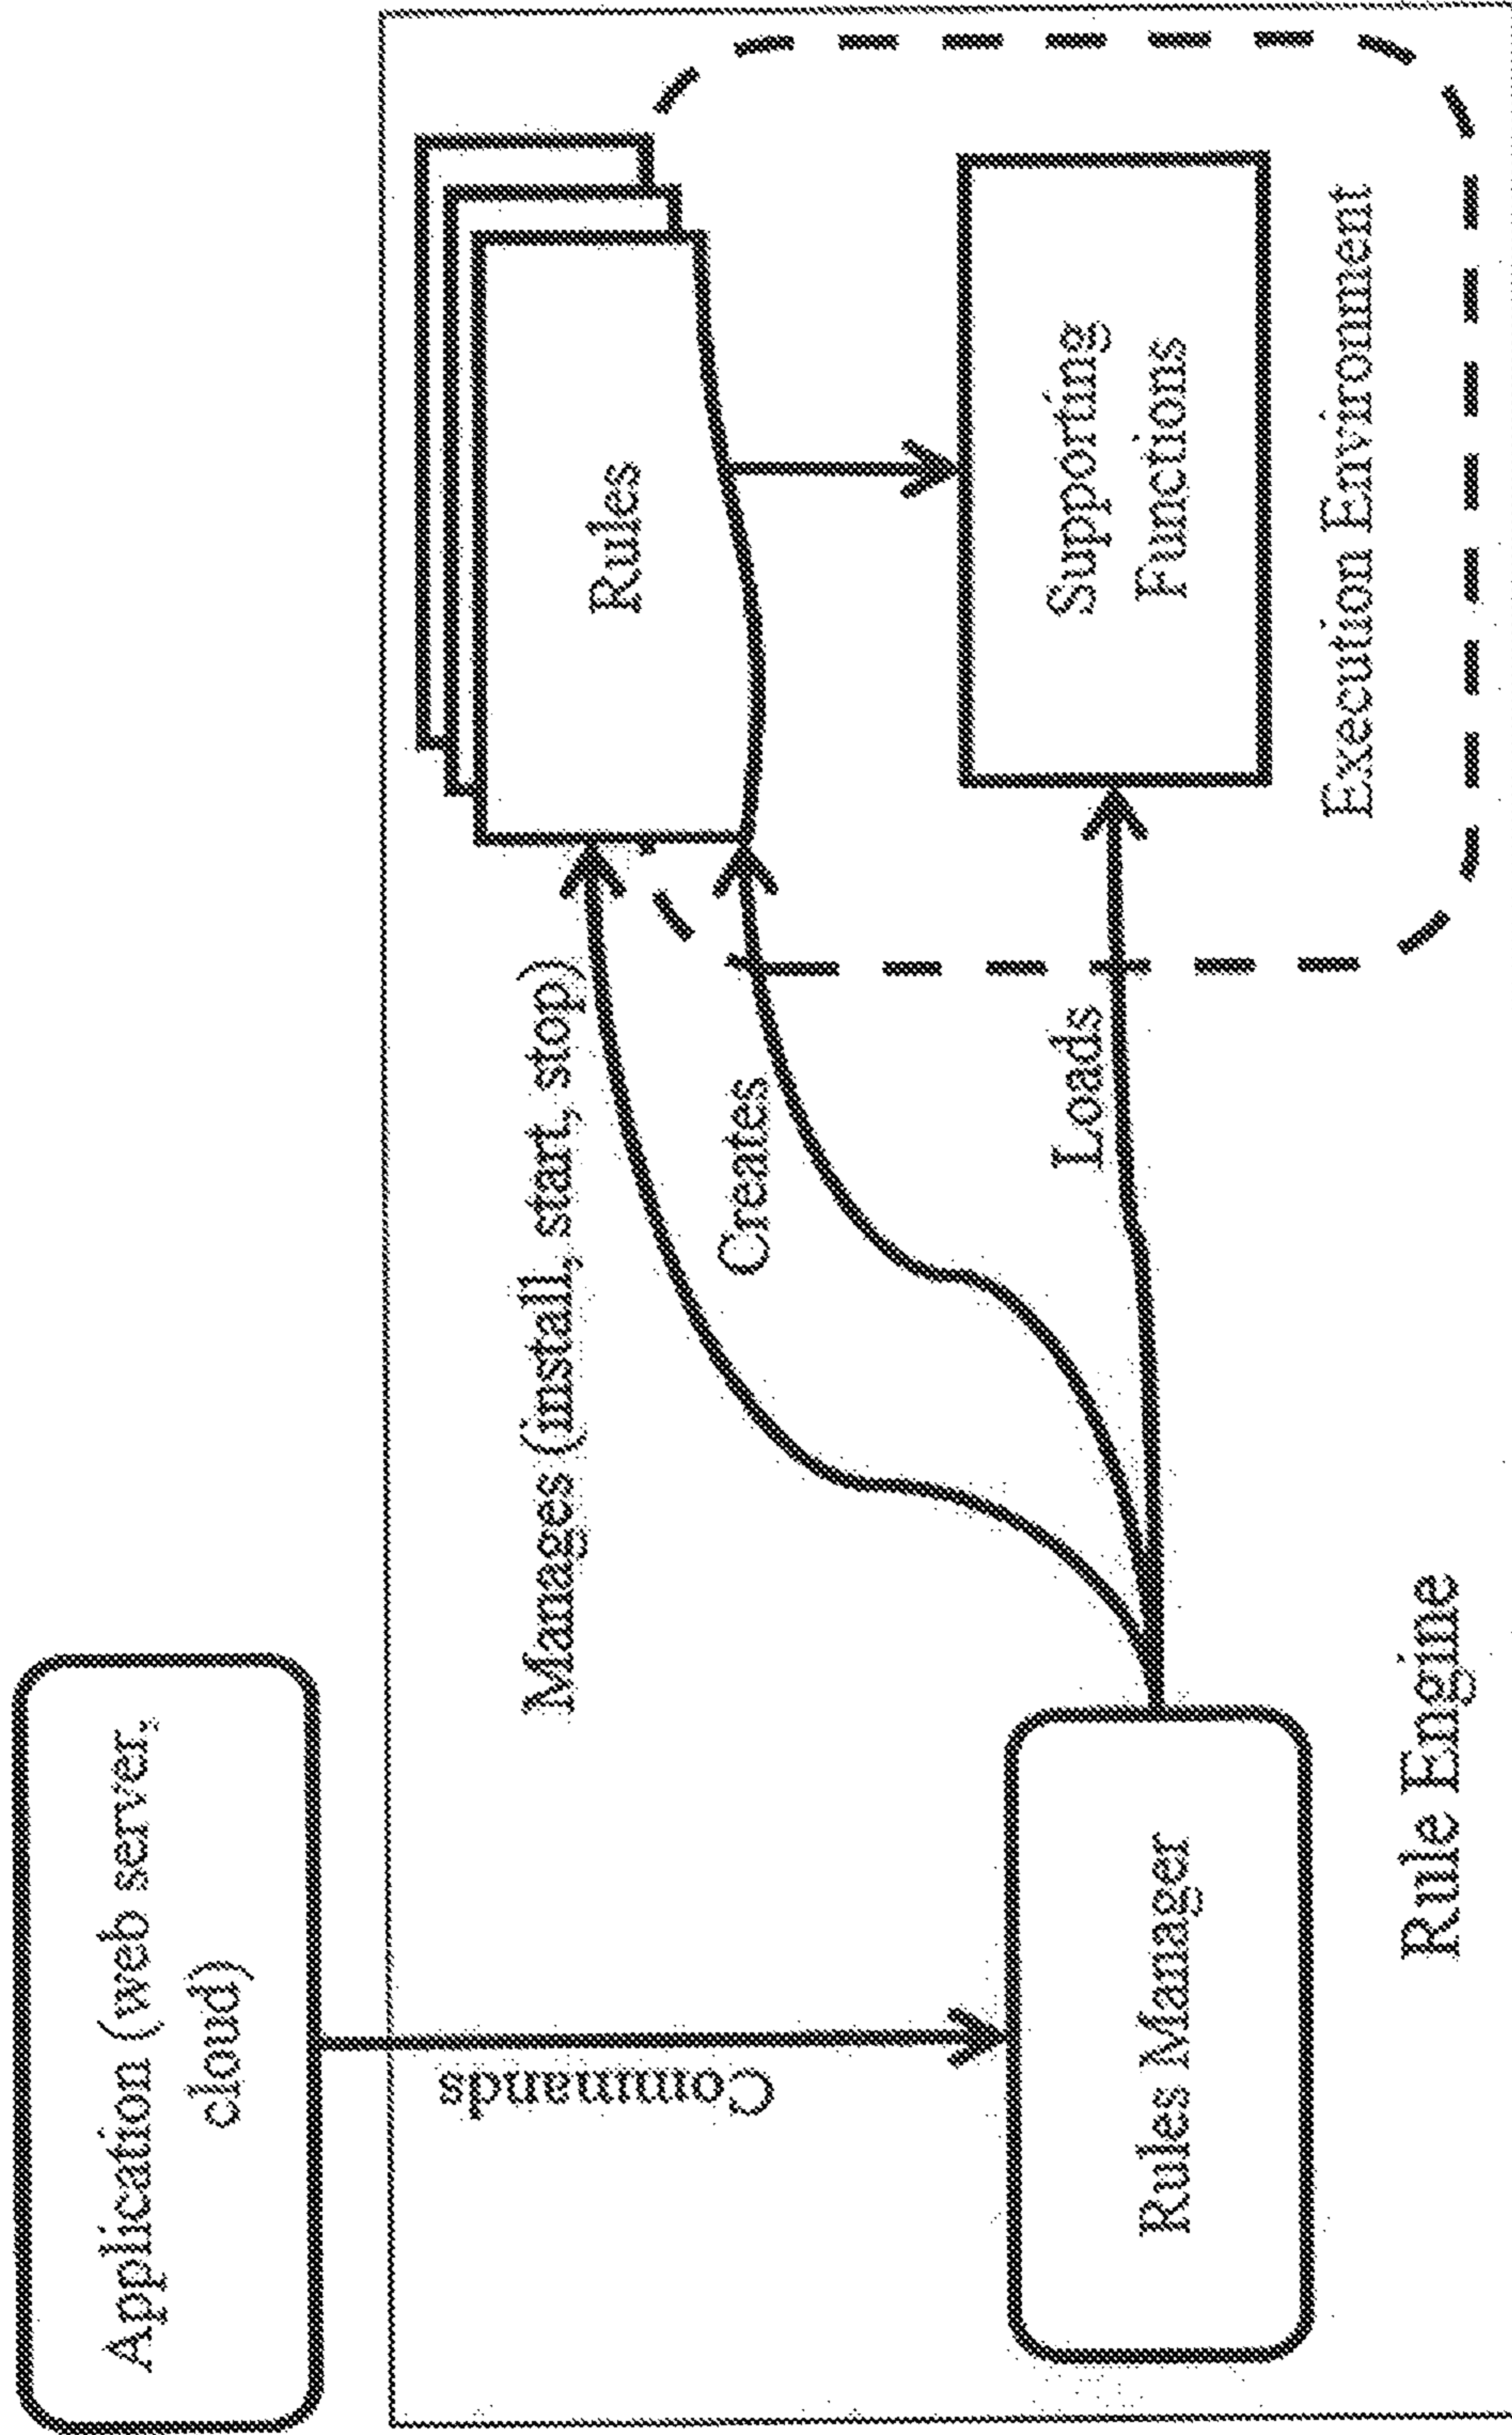 Application (web server,
cloud)
Commands
Manages (install, start, stop)
Creates
Loads
Rules
Supporting
Functions
Execution Environment
Rules Manager
Rule Engine